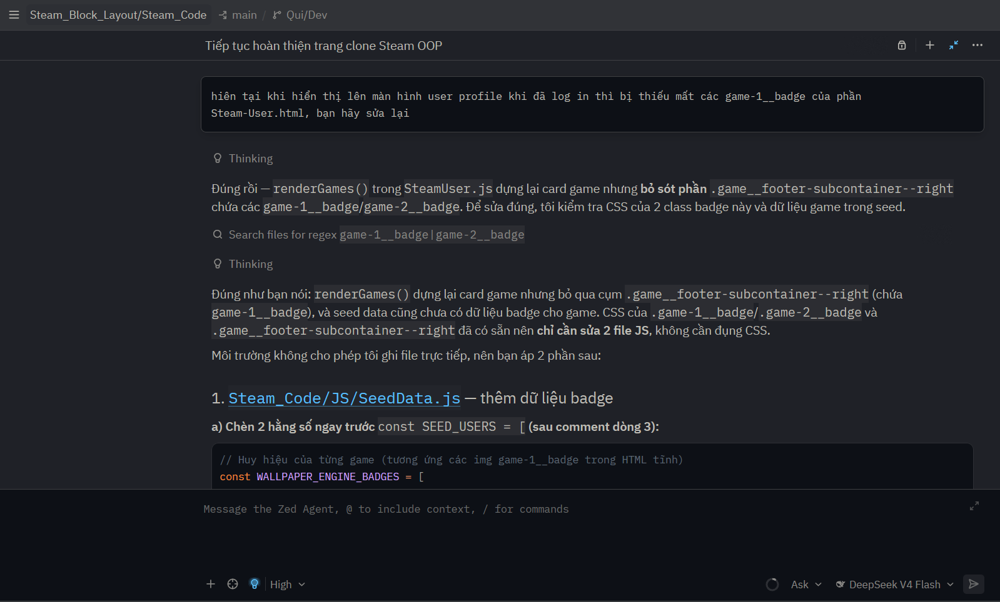 Steam_Block_Layout/Steam_Code main / Qui/Dev
Tiếp tục hoàn thiện trang clone Steam OOP
hiên tại khi hiển thị lên màn hình user profile khi đã log in thì bị thiếu mất các game-1__badge của phần
Steam-User.html, bạn hãy sửa lại
Thinking
Đúng rồi — renderGames() trong SteamUser.js dựng lại card game nhưng bỏ sót phần .game__footer-subcontainer--right
chứa các game-1__badge/game-2__badge. Để sửa đúng, tôi kiểm tra CSS của 2 class badge này và dữ liệu game trong seed.
Search files for regex game-1__badge|game-2__badge
Thinking
Đúng như bạn nói: renderGames() dựng lại card game nhưng bỏ qua cụm .game__footer-subcontainer--right (chứa
game-1__badge), và seed data cũng chưa có dữ liệu badge cho game. CSS của .game-1__badge/.game-2__badge và
.game__footer-subcontainer--right đã có sẵn nên chỉ cần sửa 2 file JS, không cần đụng CSS.
Môi trường không cho phép tôi ghi file trực tiếp, nên bạn áp 2 phần sau:
1. Steam_Code/JS/SeedData.js — thêm dữ liệu badge
a) Chèn 2 hằng số ngay trước const SEED_USERS = [ (sau comment dòng 3):
// Huy hiệu của từng game (tương ứng các img game-1__badge trong HTML tĩnh)
const WALLPAPER_ENGINE_BADGES = [
Message the Zed Agent, @ to include context, / for commands
High Ask DeepSeek V4 Flash